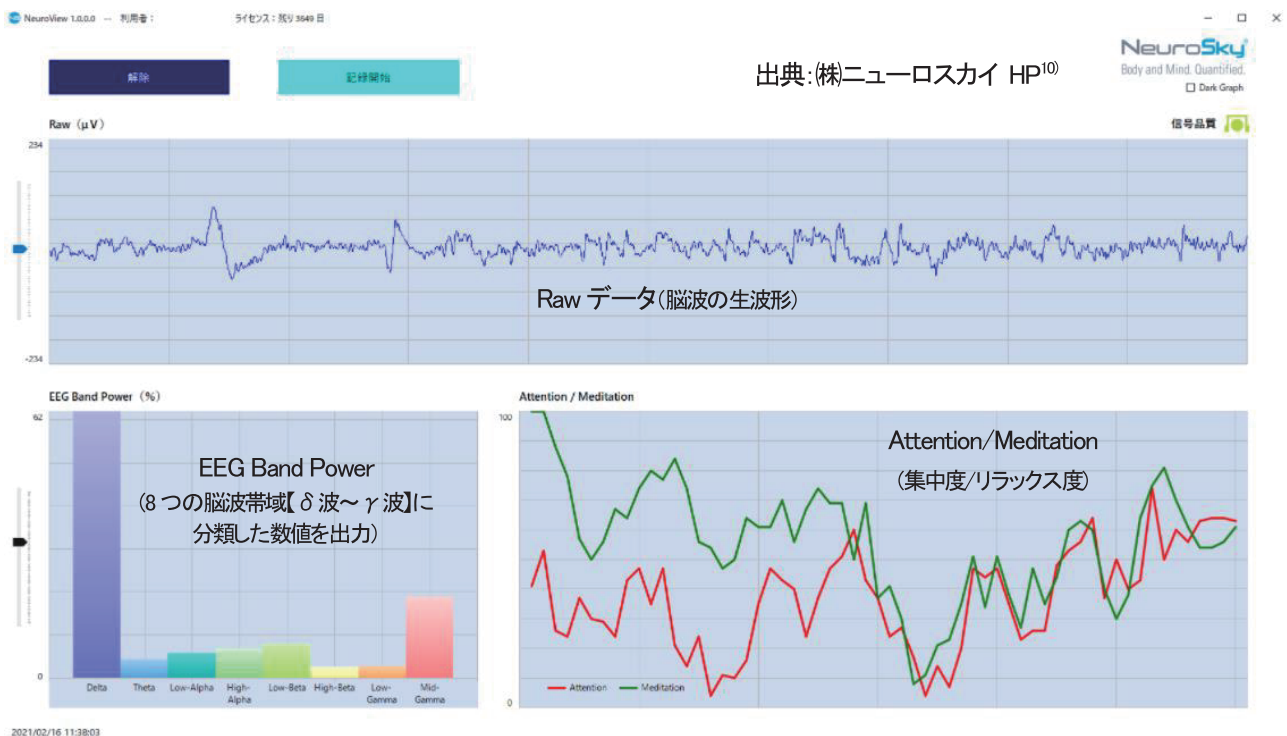 NeuroView 1.0.0.0 -- 利用者： ライセンス：残り 3649 日
解除
記録開始
出典：㈱ニューロスカイ HP10)
NeuroSky
Body and Mind. Quantified.
Dark Graph
Raw（μV）
信号品質
234
Raw データ(脳波の生波形)
-234
EEG Band Power（%）
62
EEG Band Power
(8 つの脳波帯域【δ波～γ波】に
分類した数値を出力)
0
Delta Theta Low-Alpha High-Alpha Low-Beta High-Beta Low-Gamma Mid-Gamma
Attention / Meditation
100
Attention/Meditation
(集中度/リラックス度)
Attention Meditation
0
2021/02/16 11:38:03